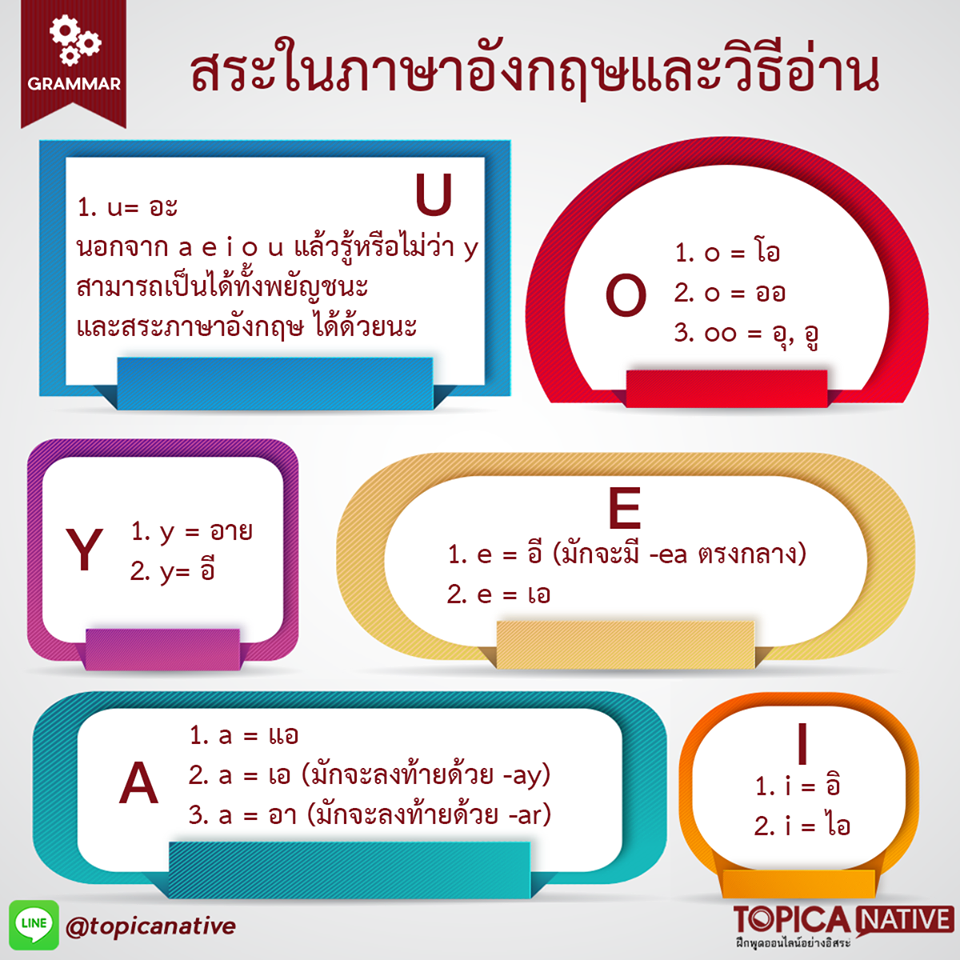 GRAMMAR
สระในภาษาอังกฤษและวิธีอ่าน
U
1. u= อะ
นอกจาก a e i o u แล้วรู้หรือไม่ว่า y
สามารถเป็นได้ทั้งพยัญชนะ
และสระภาษาอังกฤษ ได้ด้วยนะ
O
1. o = โอ
2. o = ออ
3. oo = อุ, อู
Y
1. y = อาย
2. y= อี
E
1. e = อี (มักจะมี -ea ตรงกลาง)
2. e = เอ
A
1. a = แอ
2. a = เอ (มักจะลงท้ายด้วย -ay)
3. a = อา (มักจะลงท้ายด้วย -ar)
I
1. i = อิ
2. i = ไอ
LINE @topicanative
TOPICA NATIVE
ฝึกพูดออนไลน์อย่างอิสระ